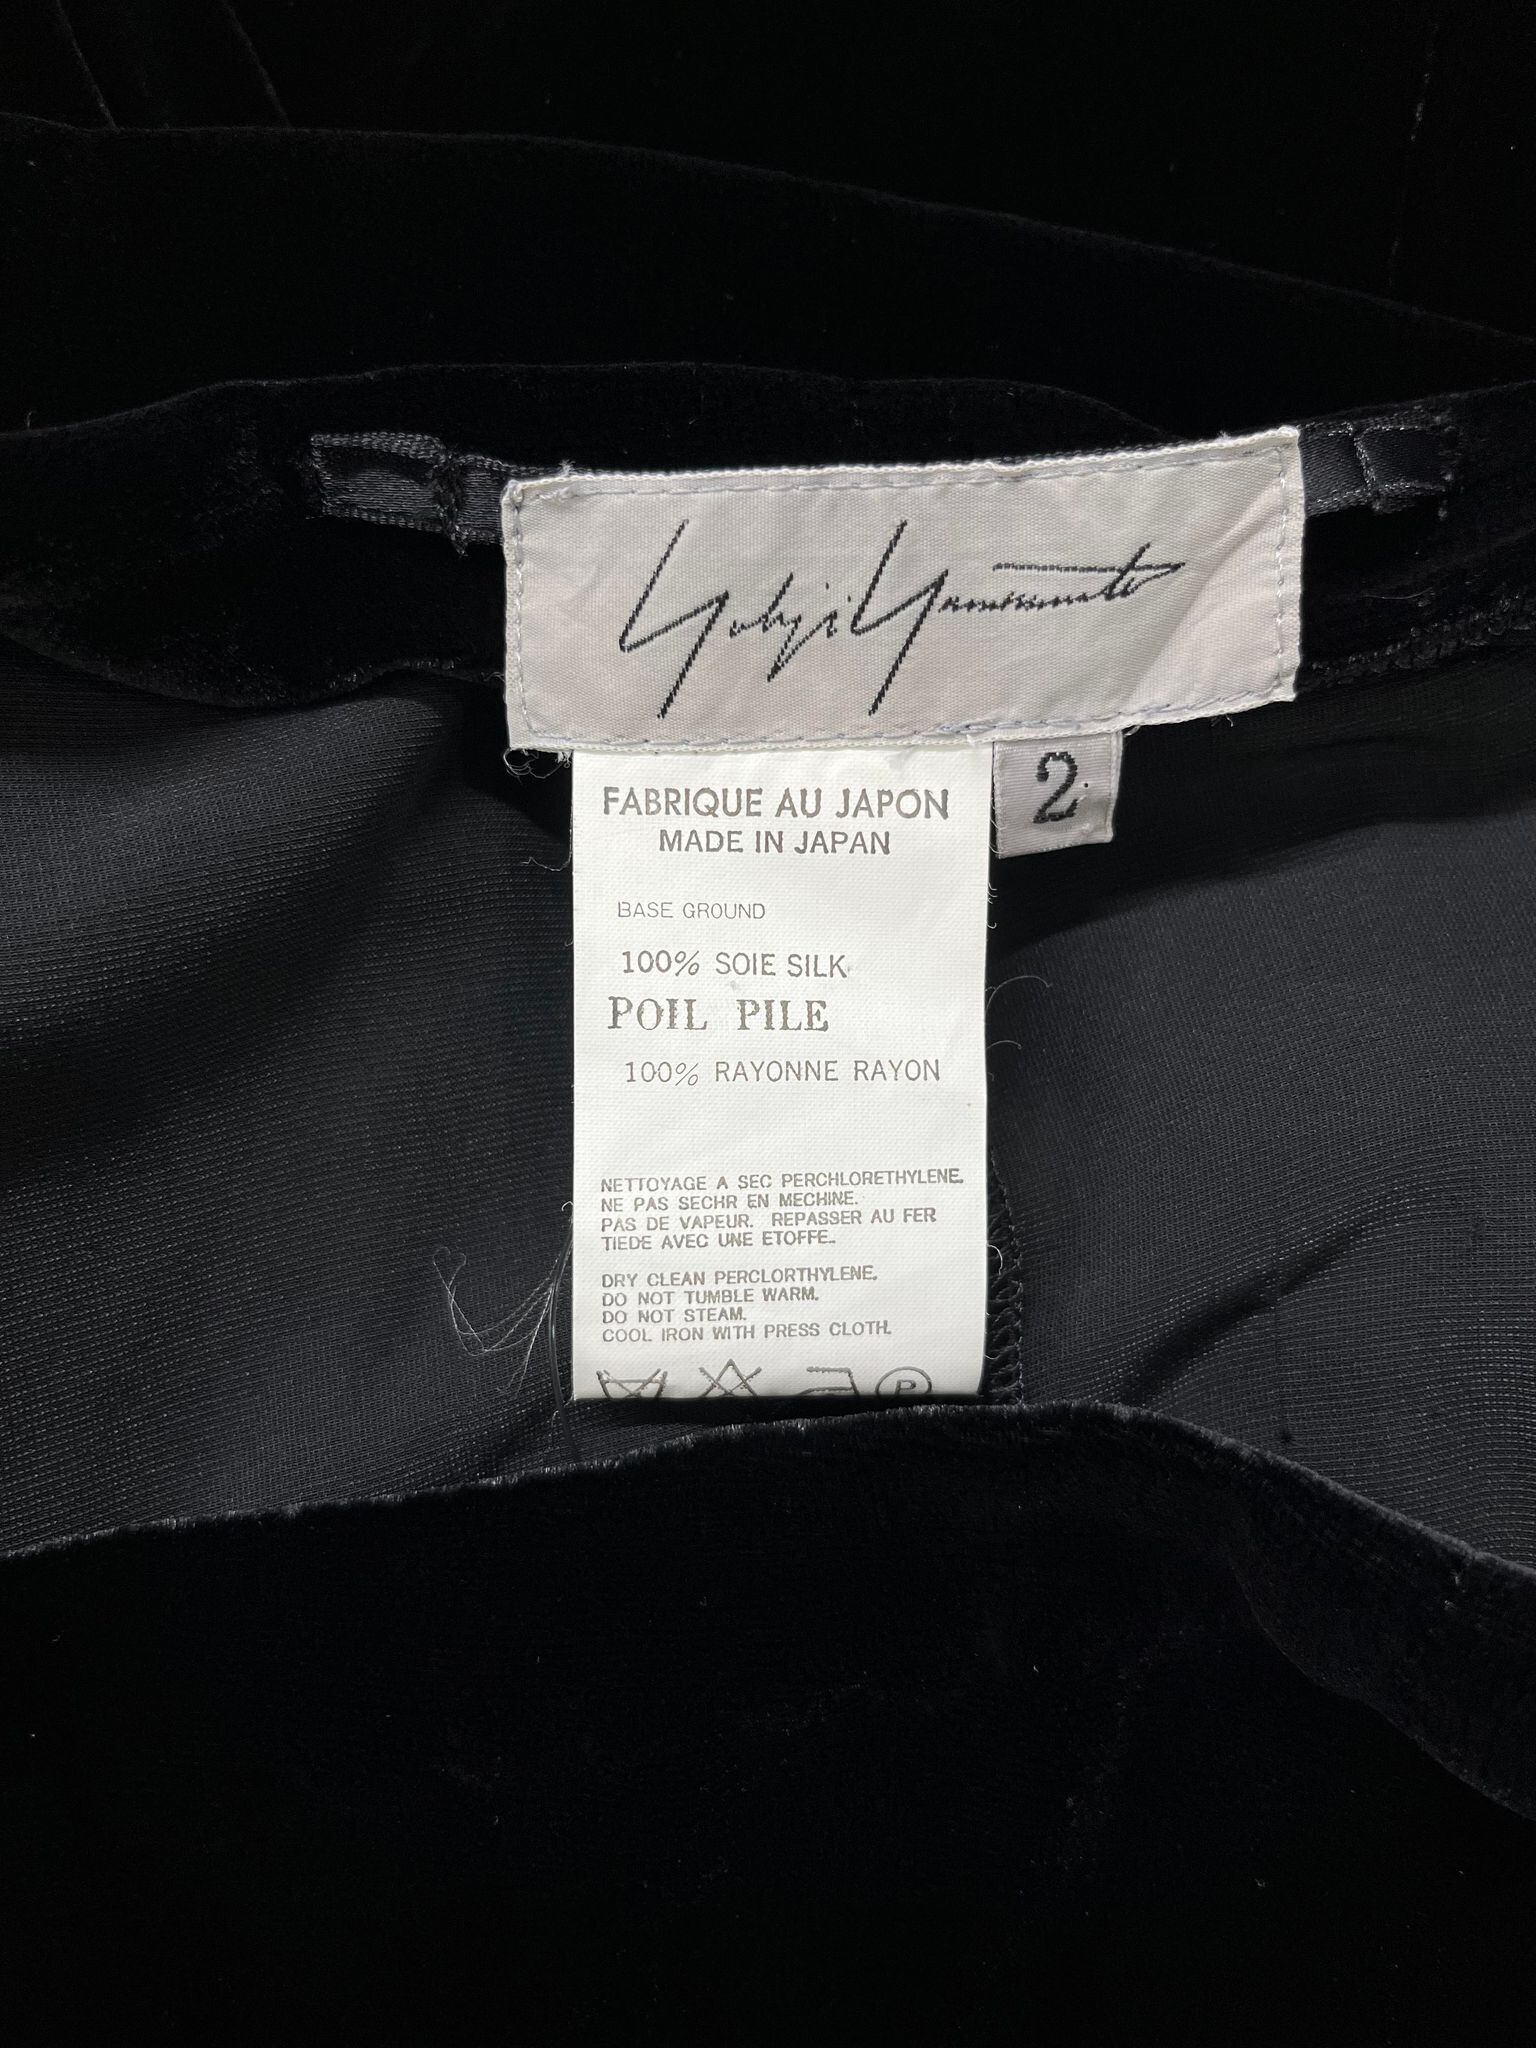 Yohji Yamamoto
2
FABRIQUE AU JAPON
MADE IN JAPAN
BASE GROUND
100% SOIE SILK
POIL PILE
100% RAYONNE RAYON
NETTOYAGE A SEC PERCHLORETHYLENE.
NE PAS SECHR EN MECHINE.
PAS DE VAPEUR. REPASSER AU FER
TIEDE AVEC UNE ETOFFE.
DRY CLEAN PERCLORTHYLENE.
DO NOT TUMBLE WARM.
DO NOT STEAM.
COOL IRON WITH PRESS CLOTH.
P